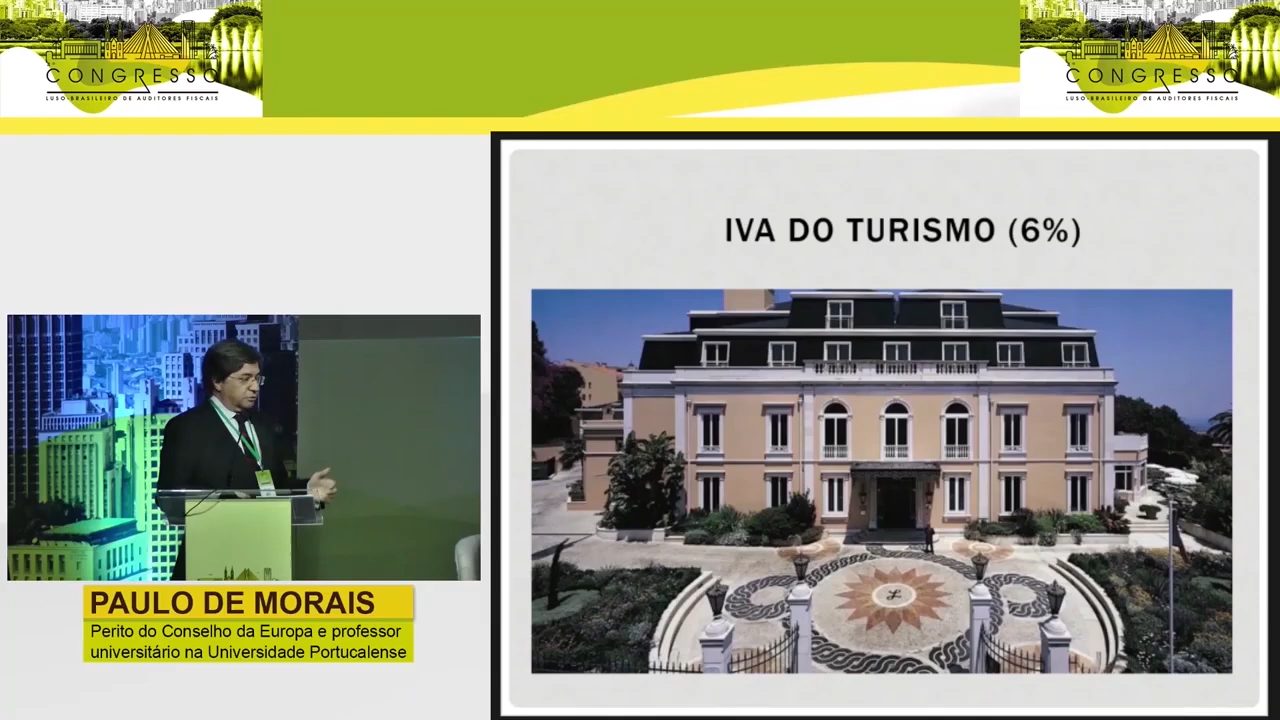 CONGRESSO
LUSO-BRASILEIRO DE AUDITORES FISCAIS
CONGRESSO
LUSO-BRASILEIRO DE AUDITORES FISCAIS
IVA DO TURISMO (6%)
PAULO DE MORAIS
Perito do Conselho da Europa e professor
universitário na Universidade Portucalense